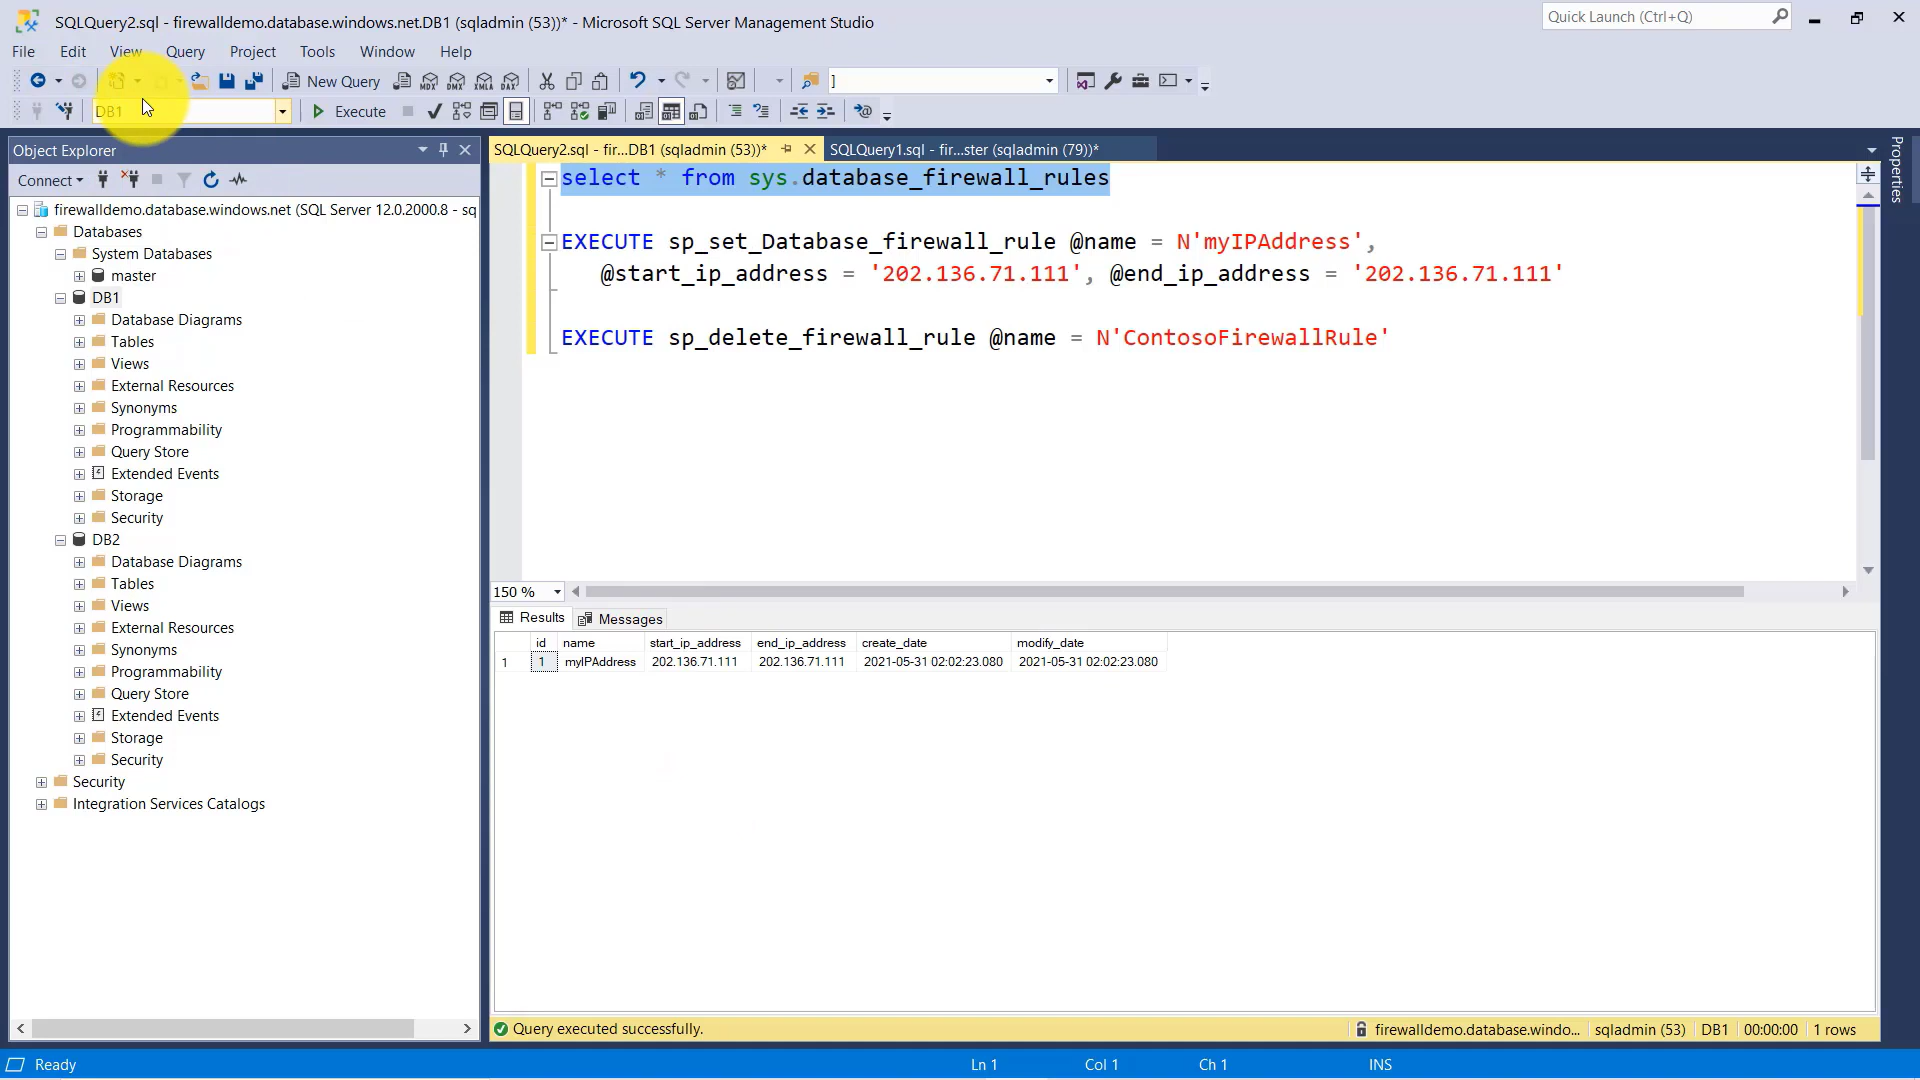 SQLQuery2.sql - firewalldemo.database.windows.net.DB1 (sqladmin (53))* - Microsoft SQL Server Management Studio
Quick Launch (Ctrl+Q)
File Edit View Query Project Tools Window Help
New Query
MDX DMX XMLA DAX
]
DB1
Execute
Object Explorer
SQLQuery2.sql - fir...DB1 (sqladmin (53))*
SQLQuery1.sql - fir...ster (sqladmin (79))*
Properties
Connect
firewalldemo.database.windows.net (SQL Server 12.0.2000.8 - sq
Databases
System Databases
master
DB1
Database Diagrams
Tables
Views
External Resources
Synonyms
Programmability
Query Store
Extended Events
Storage
Security
DB2
Database Diagrams
Tables
Views
External Resources
Synonyms
Programmability
Query Store
Extended Events
Storage
Security
Security
Integration Services Catalogs
select * from sys.database_firewall_rules
EXECUTE sp_set_Database_firewall_rule @name = N'myIPAddress',
@start_ip_address = '202.136.71.111', @end_ip_address = '202.136.71.111'
EXECUTE sp_delete_firewall_rule @name = N'ContosoFirewallRule'
150 %
Results Messages
id name start_ip_address end_ip_address create_date modify_date
1 1 myIPAddress 202.136.71.111 202.136.71.111 2021-05-31 02:02:23.080 2021-05-31 02:02:23.080
Query executed successfully.
firewalldemo.database.windo... sqladmin (53) DB1 00:00:00 1 rows
Ready
Ln 1 Col 1 Ch 1 INS